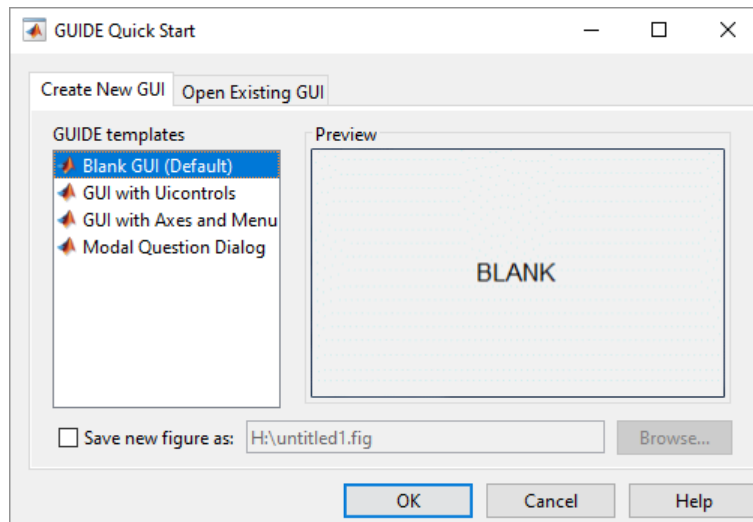 GUIDE Quick Start
Create New GUI
Open Existing GUI
GUIDE templates
Blank GUI (Default)
GUI with Uicontrols
GUI with Axes and Menu
Modal Question Dialog
Preview
BLANK
Save new figure as:
H:\untitled1.fig
Browse...
OK
Cancel
Help